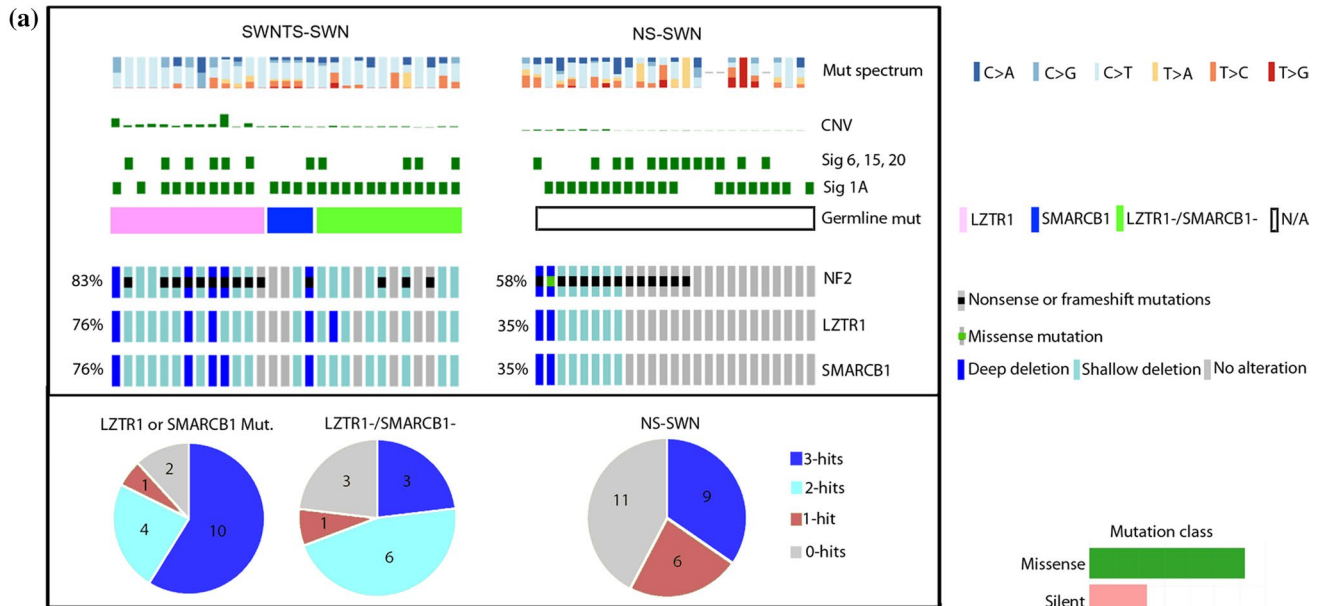 (a)
SWNTS-SWN NS-SWN
Mut spectrum
C>A C>G C>T T>A T>C T>G
CNV
Sig 6, 15, 20
Sig 1A
Germline mut
LZTR1 SMARCB1 LZTR1-/SMARCB1- N/A
83% 58% NF2
Nonsense or frameshift mutations
76% 35% LZTR1
Missense mutation
76% 35% SMARCB1
Deep deletion Shallow deletion No alteration
LZTR1 or SMARCB1 Mut. LZTR1-/SMARCB1- NS-SWN
2 1 4 10
3 3 1 6
11 9 6
3-hits
2-hits
1-hit
0-hits
Mutation class
Missense
Silent